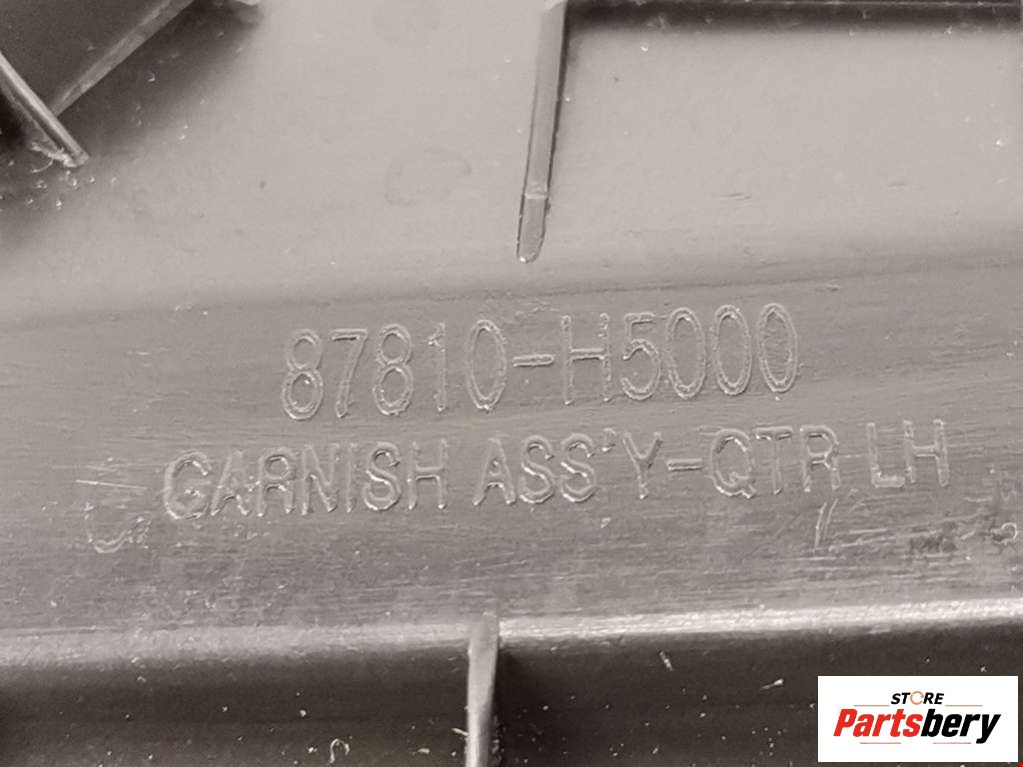 87810-H5000
GARNISH ASS'Y-QTR LH
STORE
Partsbery